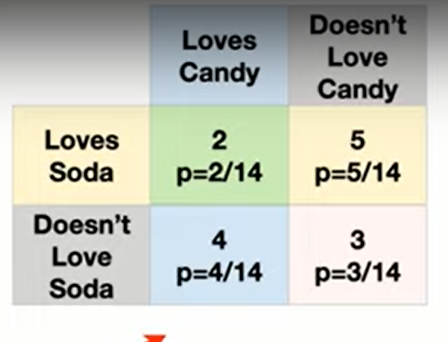 Loves
Candy
Doesn't
Love
Candy
Loves
Soda
2
p=2/14
5
p=5/14
Doesn't
Love
Soda
4
p=4/14
3
p=3/14